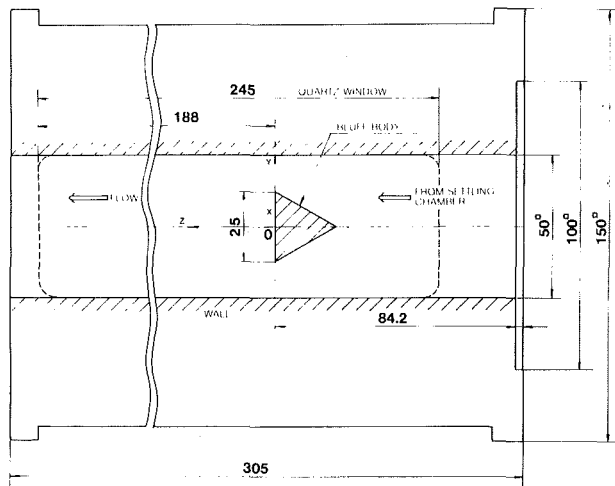 245
QUARTZ WINDOW
188
BLUFF BODY
Y
FLOW
X
FROM SETTLING
CHAMBER
Z
25
0
50□
100□
150□
84.2
WALL
305